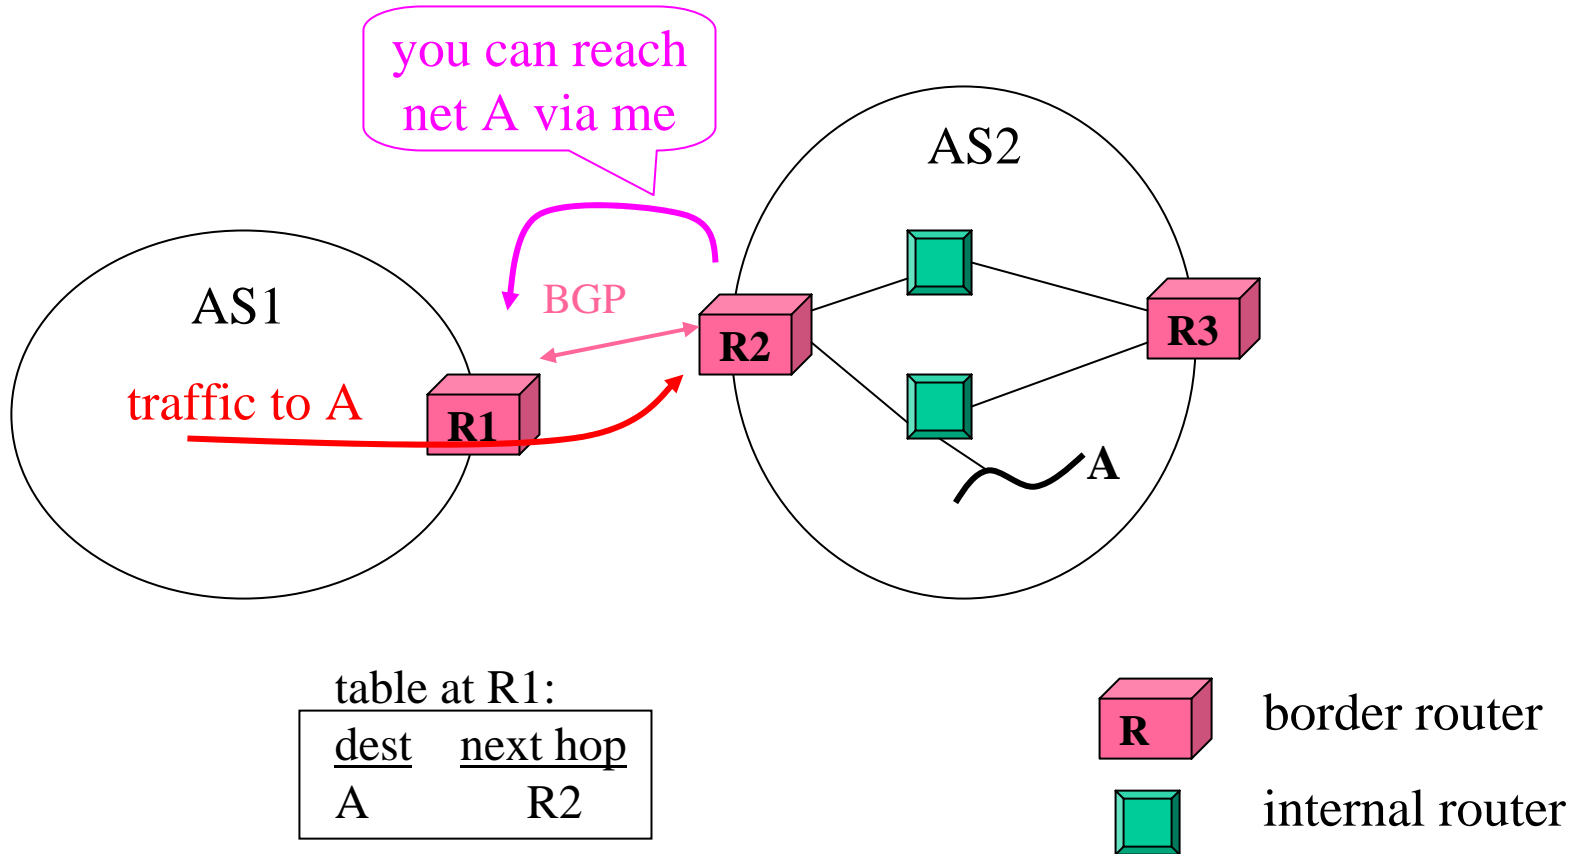 you can reach
net A via me
AS2
AS1
BGP
R2
R3
traffic to A
R1
A
table at R1:
dest next hop
A R2
R border router
internal router